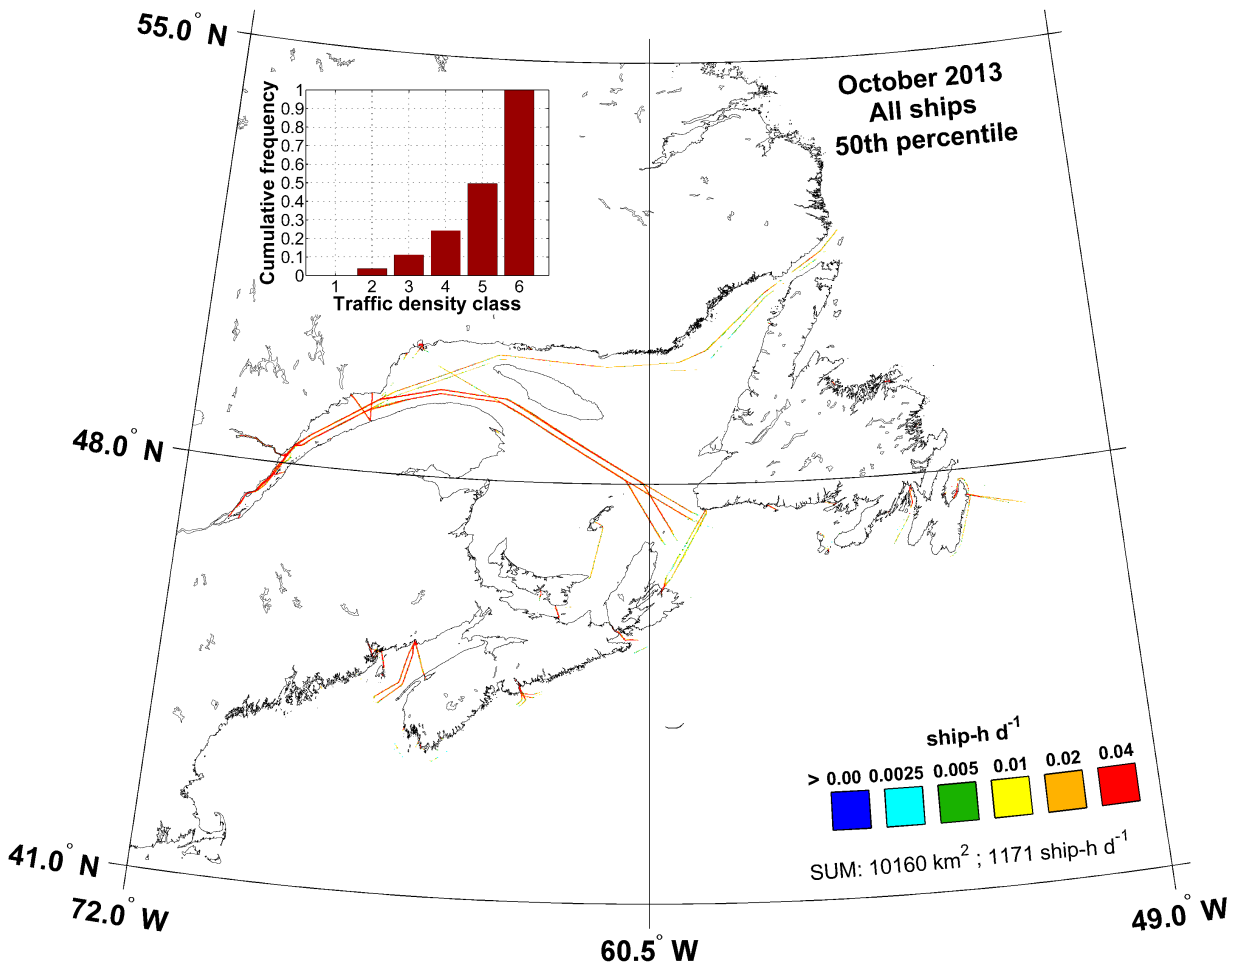 55.0° N
October 2013
All ships
50th percentile
Cumulative frequency
1
0.9
0.8
0.7
0.6
0.5
0.4
0.3
0.2
0.1
0
1 2 3 4 5 6
Traffic density class
48.0° N
ship-h d⁻¹
> 0.00 0.0025 0.005 0.01 0.02 0.04
SUM: 10160 km² ; 1171 ship-h d⁻¹
41.0° N
72.0° W
60.5° W
49.0° W